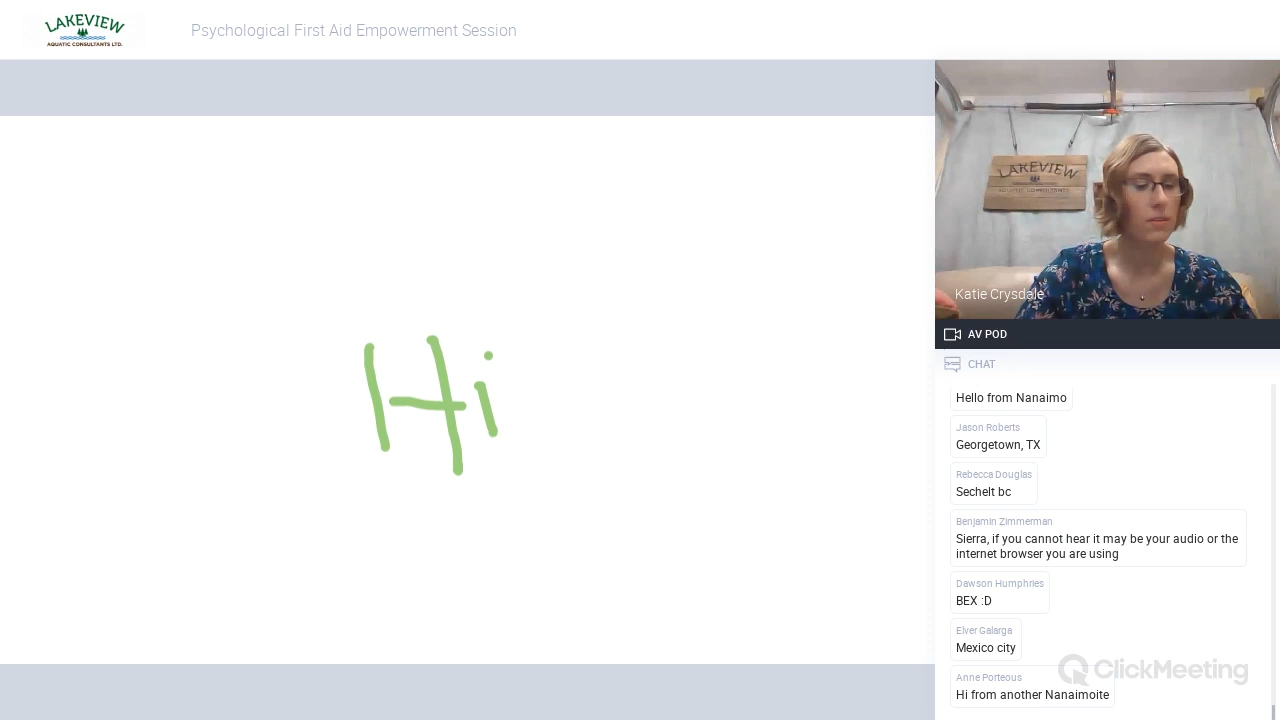 LAKEVIEW
AQUATIC CONSULTANTS LTD.
Psychological First Aid Empowerment Session
Hi
LAKEVIEW
AQUATIC CONSULTANTS
Katie Crysdale
AV POD
CHAT
Hello from Nanaimo
Jason Roberts
Georgetown, TX
Rebecca Douglas
Sechelt bc
Benjamin Zimmerman
Sierra, if you cannot hear it may be your audio or the
internet browser you are using
Dawson Humphries
BEX :D
Elver Galarga
Mexico city
Anne Porteous
Hi from another Nanaimoite
ClickMeeting